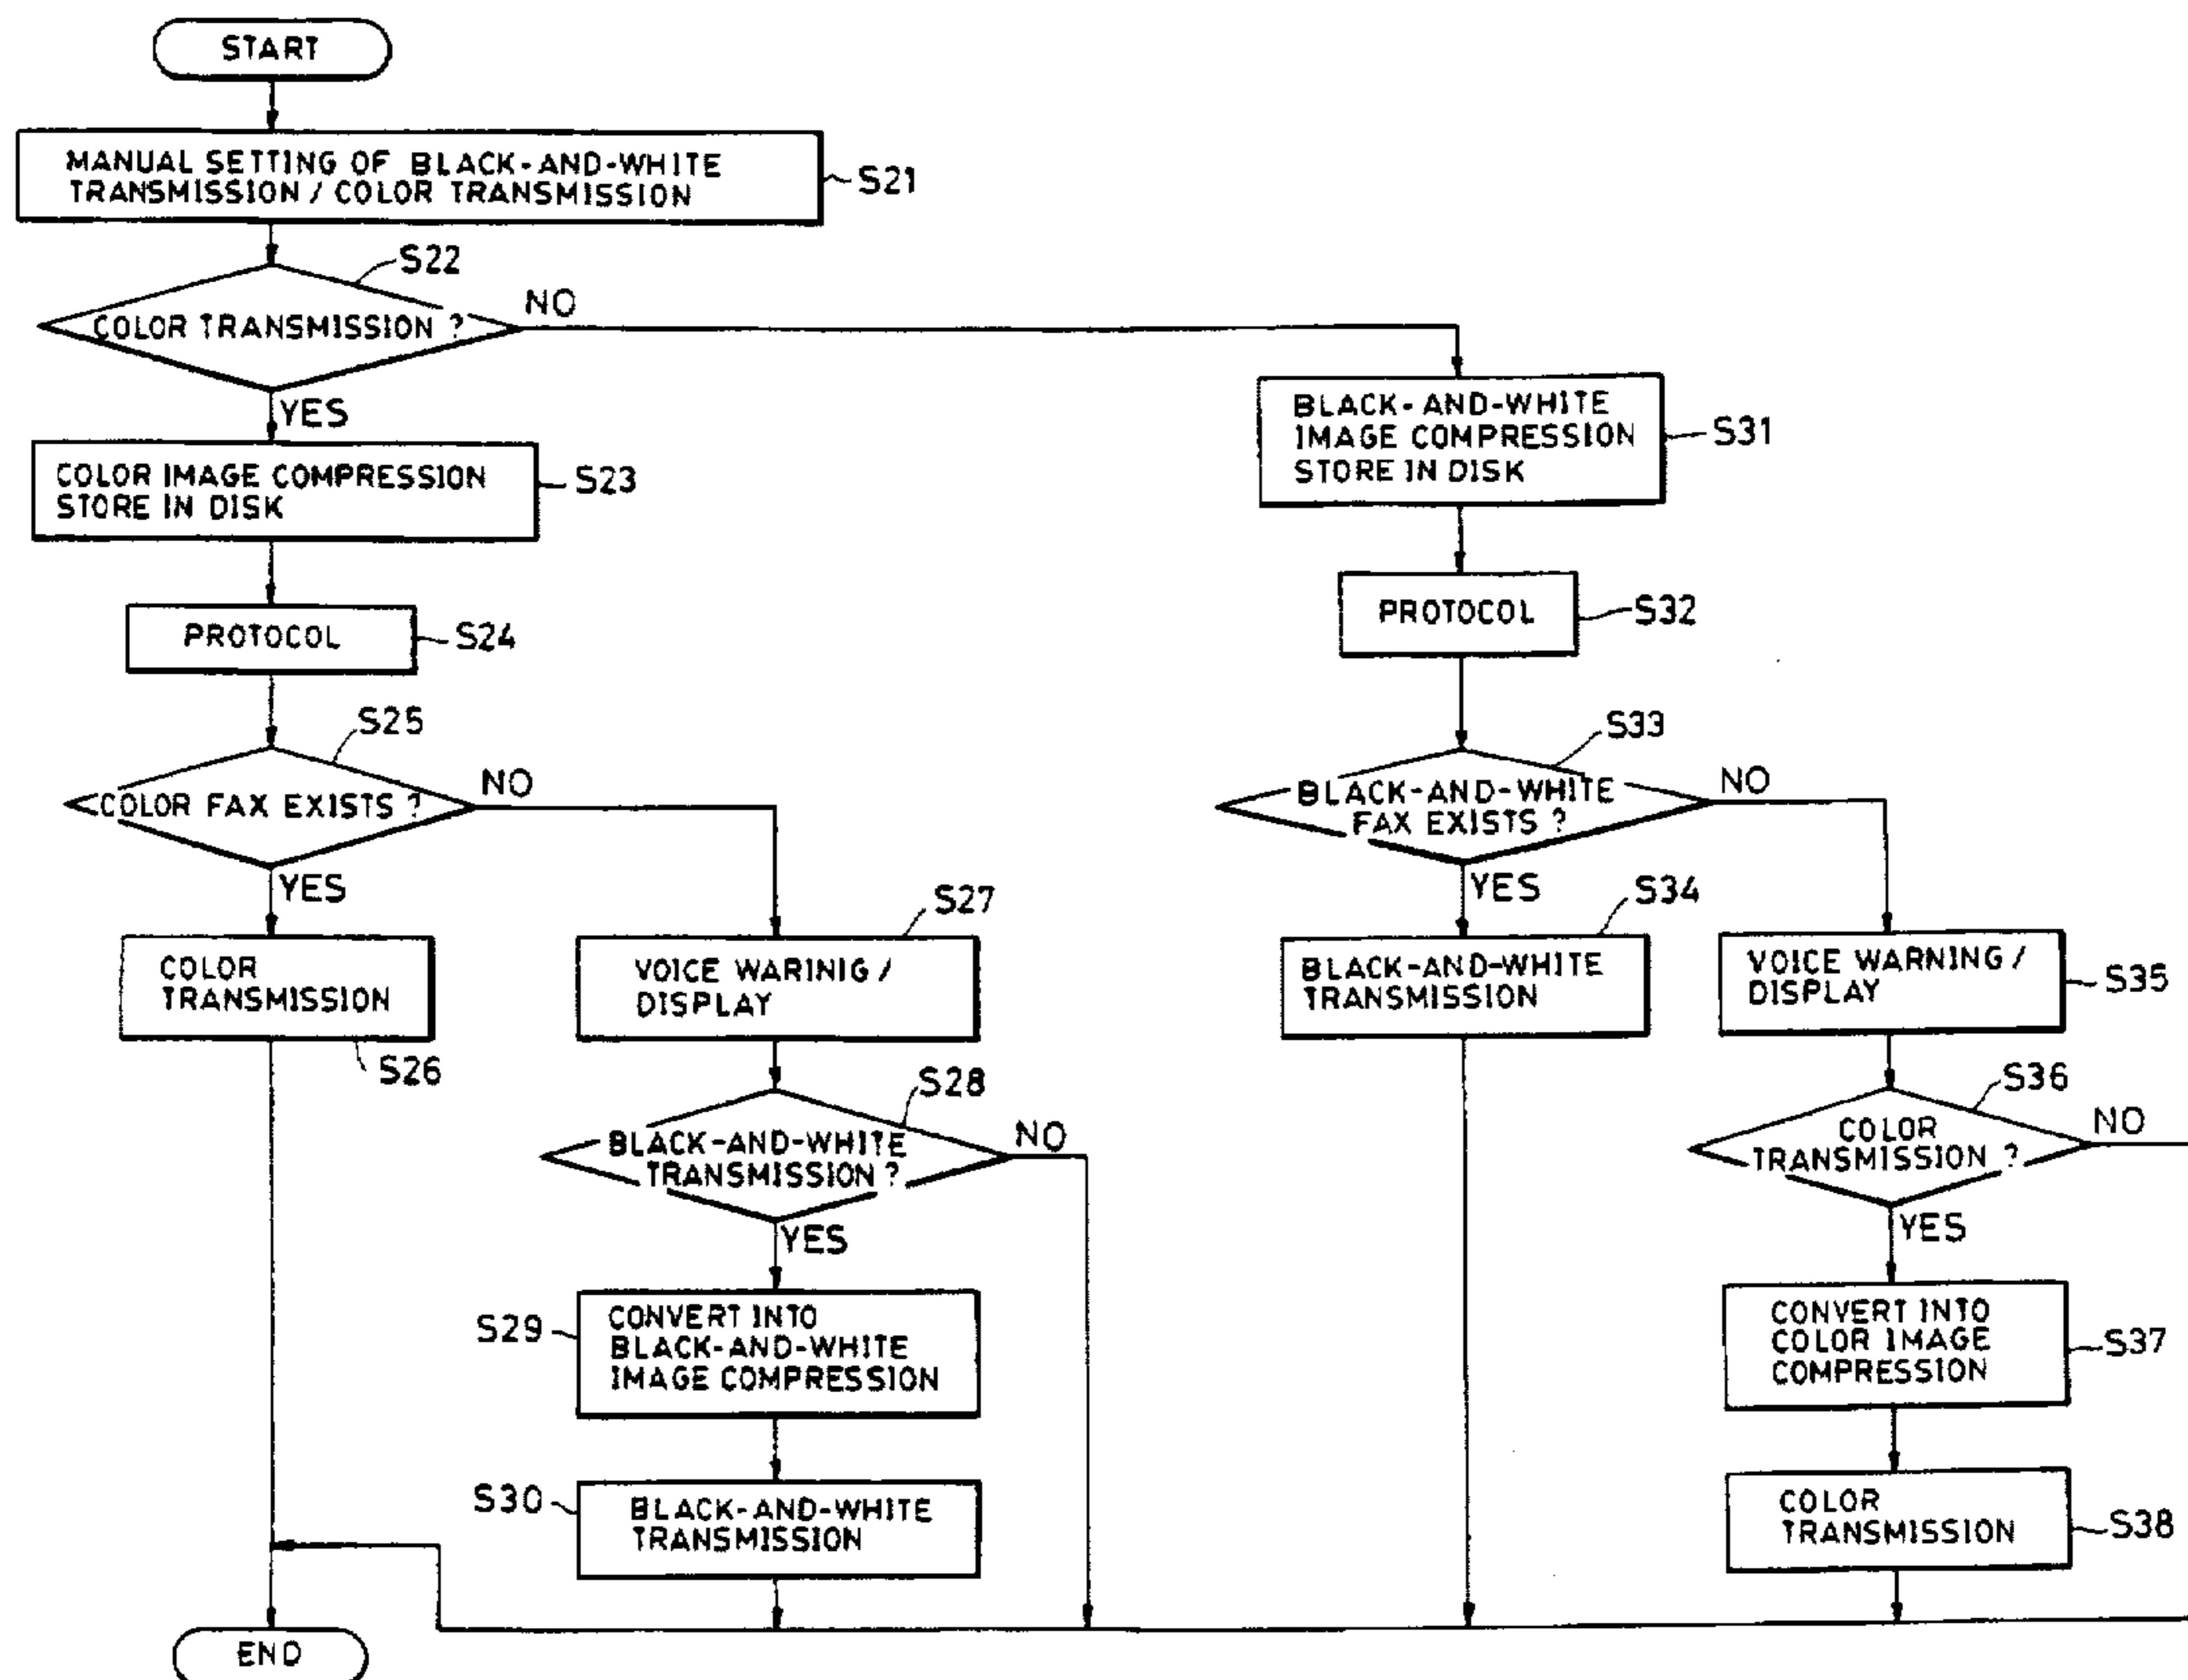 START
MANUAL SETTING OF BLACK-AND-WHITE
TRANSMISSION / COLOR TRANSMISSION
S21
S22
COLOR TRANSMISSION ?
NO
YES
COLOR IMAGE COMPRESSION
STORE IN DISK
S23
PROTOCOL
S24
S25
COLOR FAX EXISTS ?
NO
YES
COLOR
TRANSMISSION
S26
S27
VOICE WARINIG /
DISPLAY
S28
BLACK-AND-WHITE
TRANSMISSION ?
NO
YES
S29
CONVERT INTO
BLACK-AND-WHITE
IMAGE COMPRESSION
S30
BLACK-AND-WHITE
TRANSMISSION
BLACK-AND-WHITE
IMAGE COMPRESSION
STORE IN DISK
S31
PROTOCOL
S32
S33
BLACK-AND-WHITE
FAX EXISTS ?
NO
YES
S34
BLACK-AND-WHITE
TRANSMISSION
VOICE WARNING /
DISPLAY
S35
S36
COLOR
TRANSMISSION ?
NO
YES
CONVERT INTO
COLOR IMAGE
COMPRESSION
S37
COLOR
TRANSMISSION
S38
END